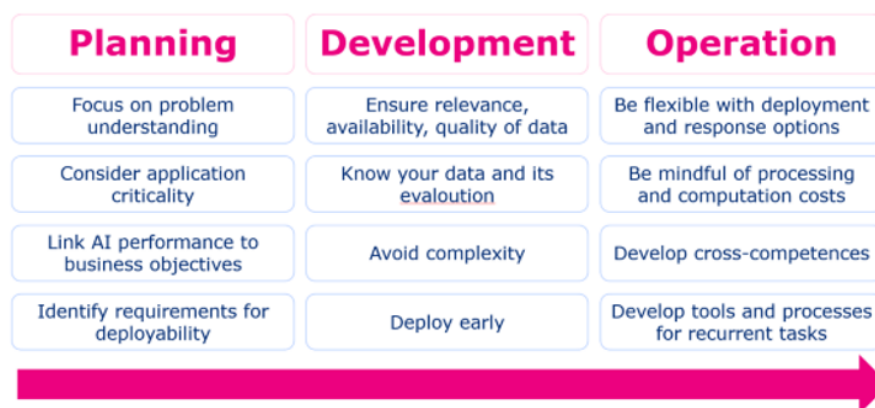 Planning
Focus on problem
understanding
Consider application
criticality
Link AI performance to
business objectives
Identify requirements for
deployability
Development
Ensure relevance,
availability, quality of data
Know your data and its
evaloution
Avoid complexity
Deploy early
Operation
Be flexible with deployment
and response options
Be mindful of processing
and computation costs
Develop cross-competences
Develop tools and processes
for recurrent tasks